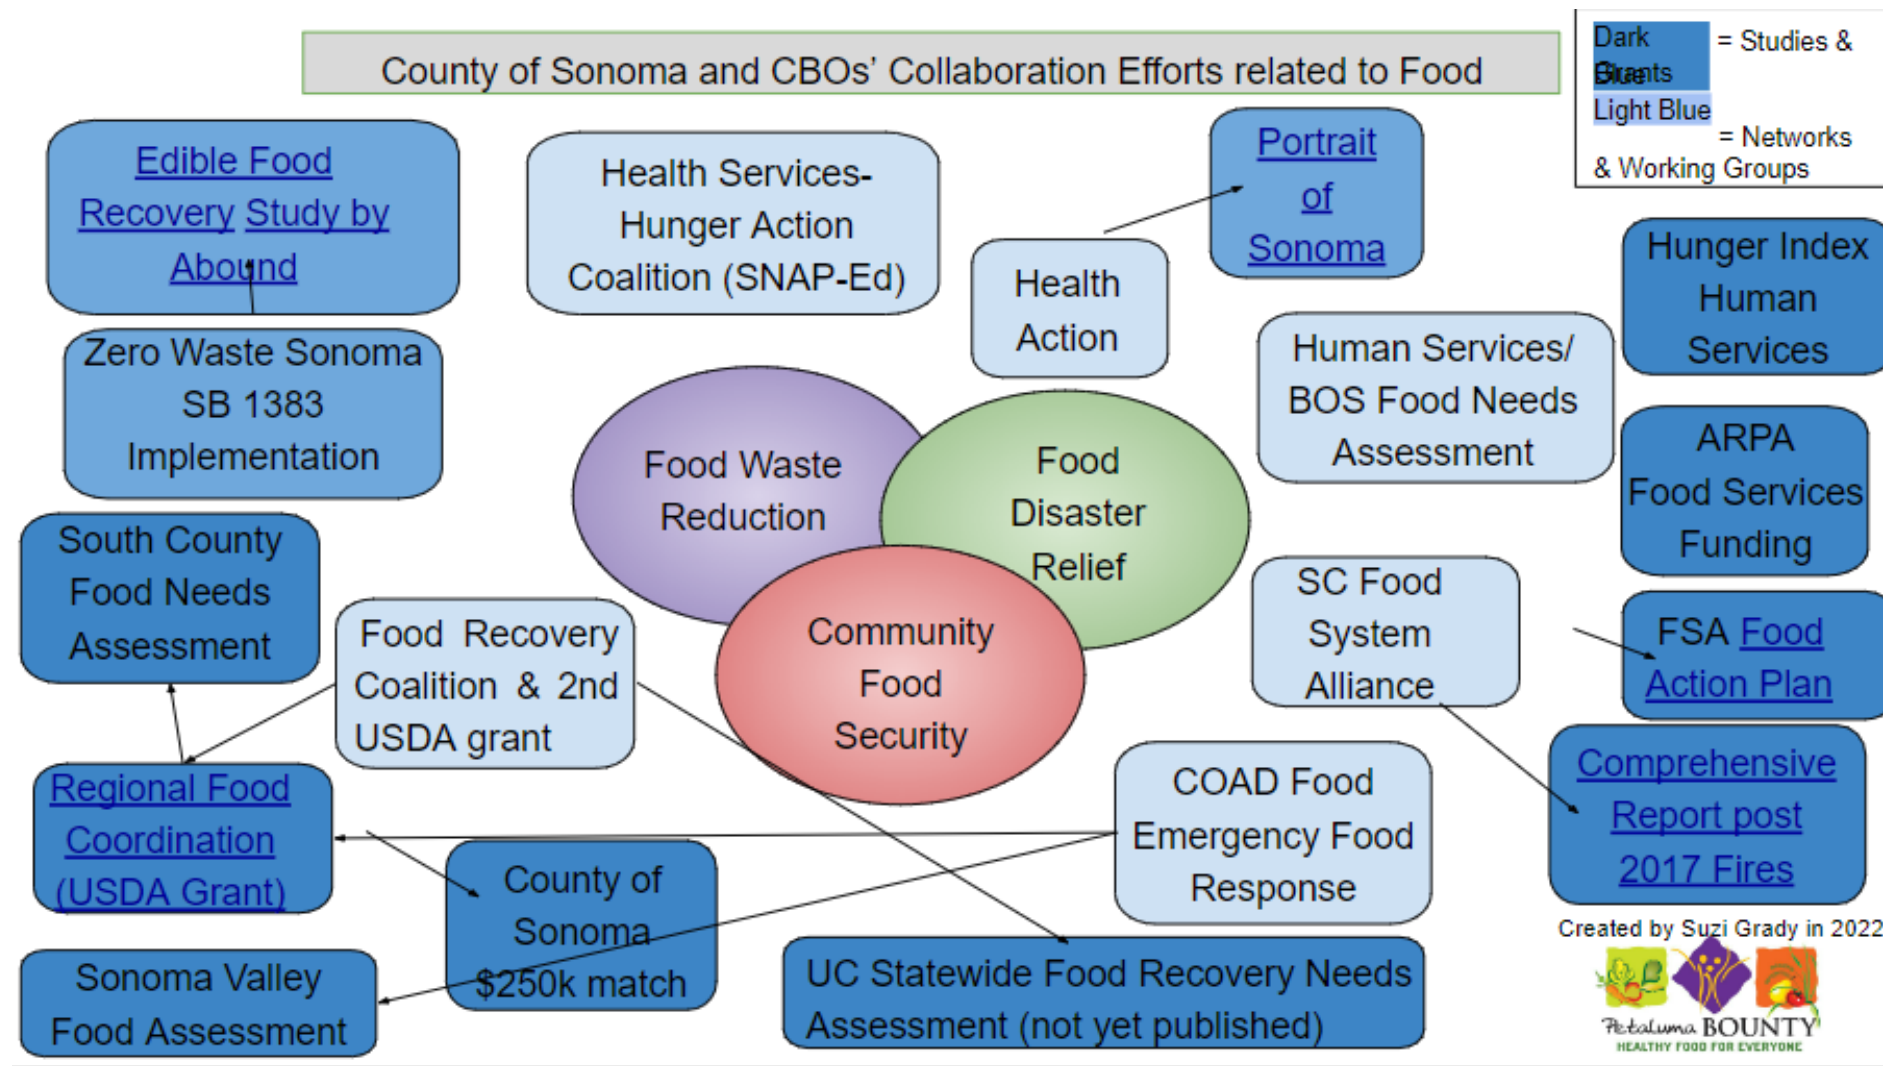 County of Sonoma and CBOs’ Collaboration Efforts related to Food
Dark
Blue
= Studies &
Grants
Light Blue
= Networks
& Working Groups
Edible Food
Recovery Study by
Abound
Health Services-
Hunger Action
Coalition (SNAP-Ed)
Health
Action
Portrait
of
Sonoma
Hunger Index
Human
Services
Zero Waste Sonoma
SB 1383
Implementation
Human Services/
BOS Food Needs
Assessment
ARPA
Food Services
Funding
Food Waste
Reduction
Food
Disaster
Relief
Community
Food
Security
South County
Food Needs
Assessment
Food Recovery
Coalition & 2nd
USDA grant
SC Food
System
Alliance
FSA Food
Action Plan
Regional Food
Coordination
(USDA Grant)
County of
Sonoma
$250k match
COAD Food
Emergency Food
Response
Comprehensive
Report post
2017 Fires
Sonoma Valley
Food Assessment
UC Statewide Food Recovery Needs
Assessment (not yet published)
Created by Suzi Grady in 2022
Petaluma BOUNTY
HEALTHY FOOD FOR EVERYONE